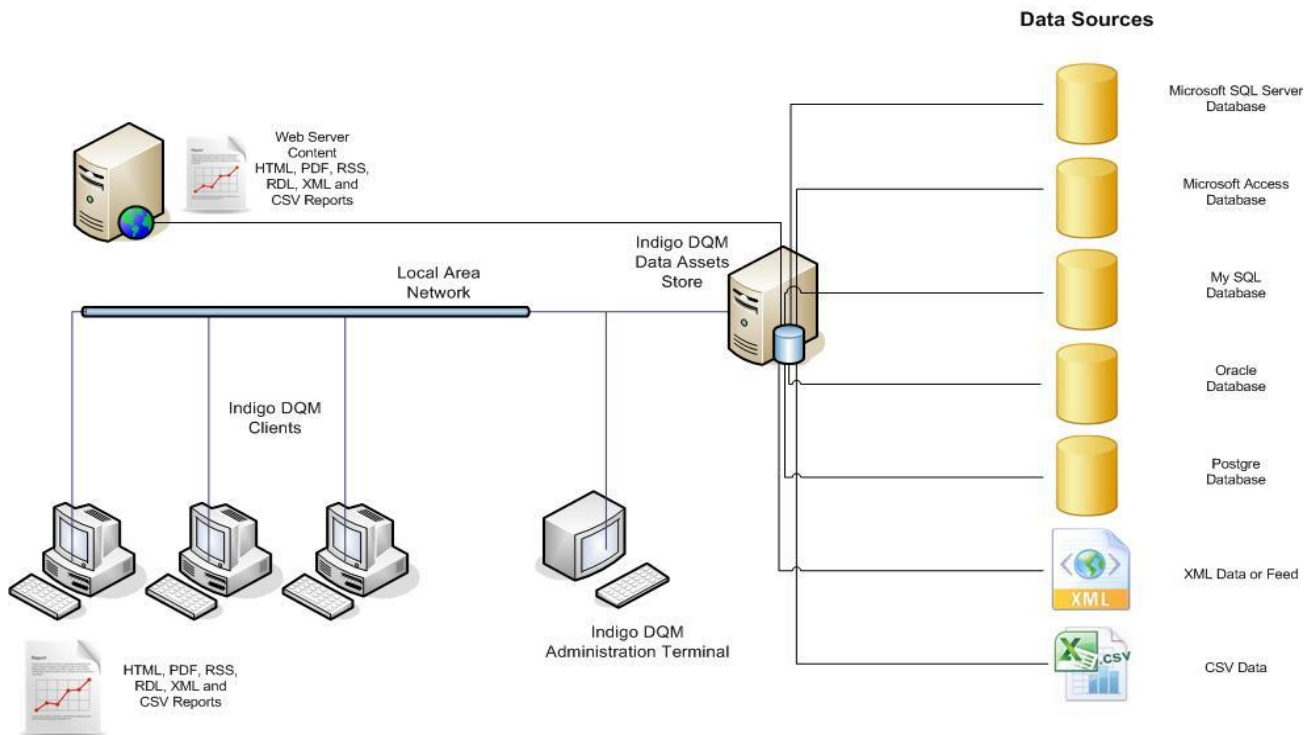 Data Sources
Microsoft SQL Server
Database
Report
Web Server
Content
HTML, PDF, RSS,
RDL, XML and
CSV Reports
Microsoft Access
Database
Indigo DQM
Data Assets
Store
Local Area
Network
My SQL
Database
Oracle
Database
Indigo DQM
Clients
Postgre
Database
XML
XML Data or Feed
Indigo DQM
Administration Terminal
X
.CSV
CSV Data
Report
HTML, PDF, RSS,
RDL, XML and
CSV Reports